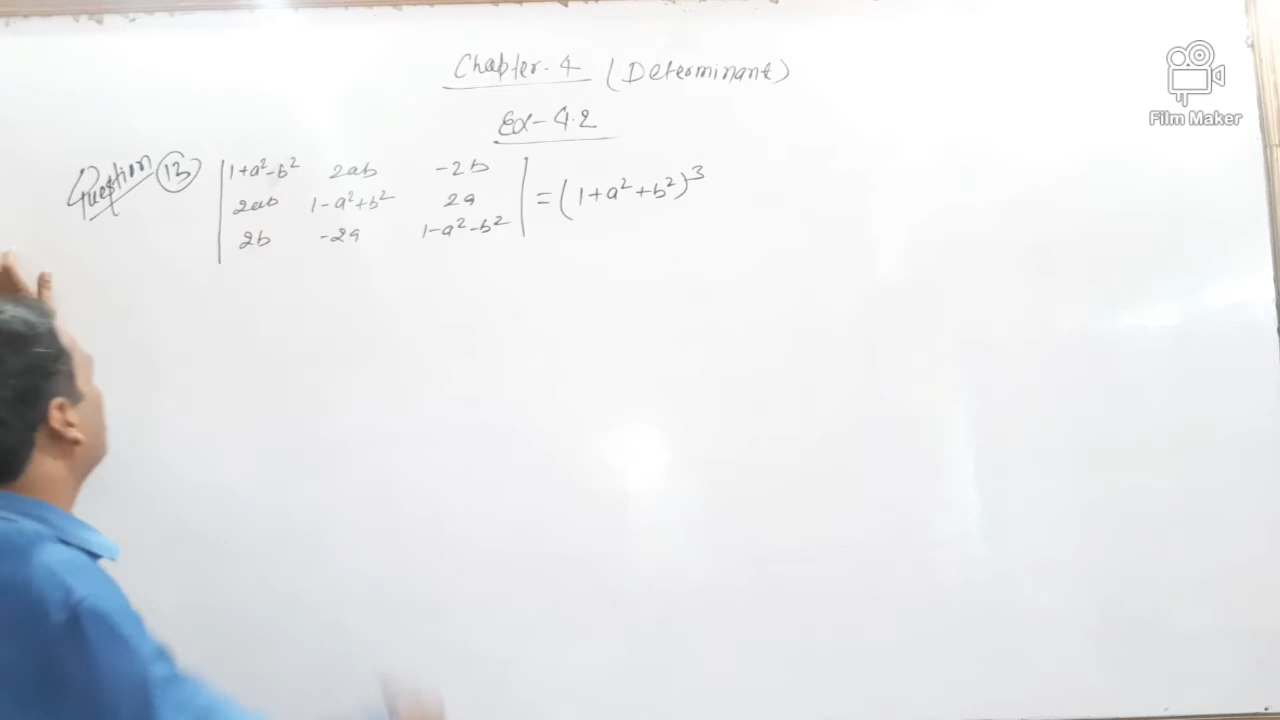 Chapter-4 (Determinant)
Ex-4.2
Question 13 | 1+a²-b² 2ab -2b |
| 2ab 1-a²+b² 2a | = (1+a²+b²)³
| 2b -2a 1-a²-b² |
Film Maker